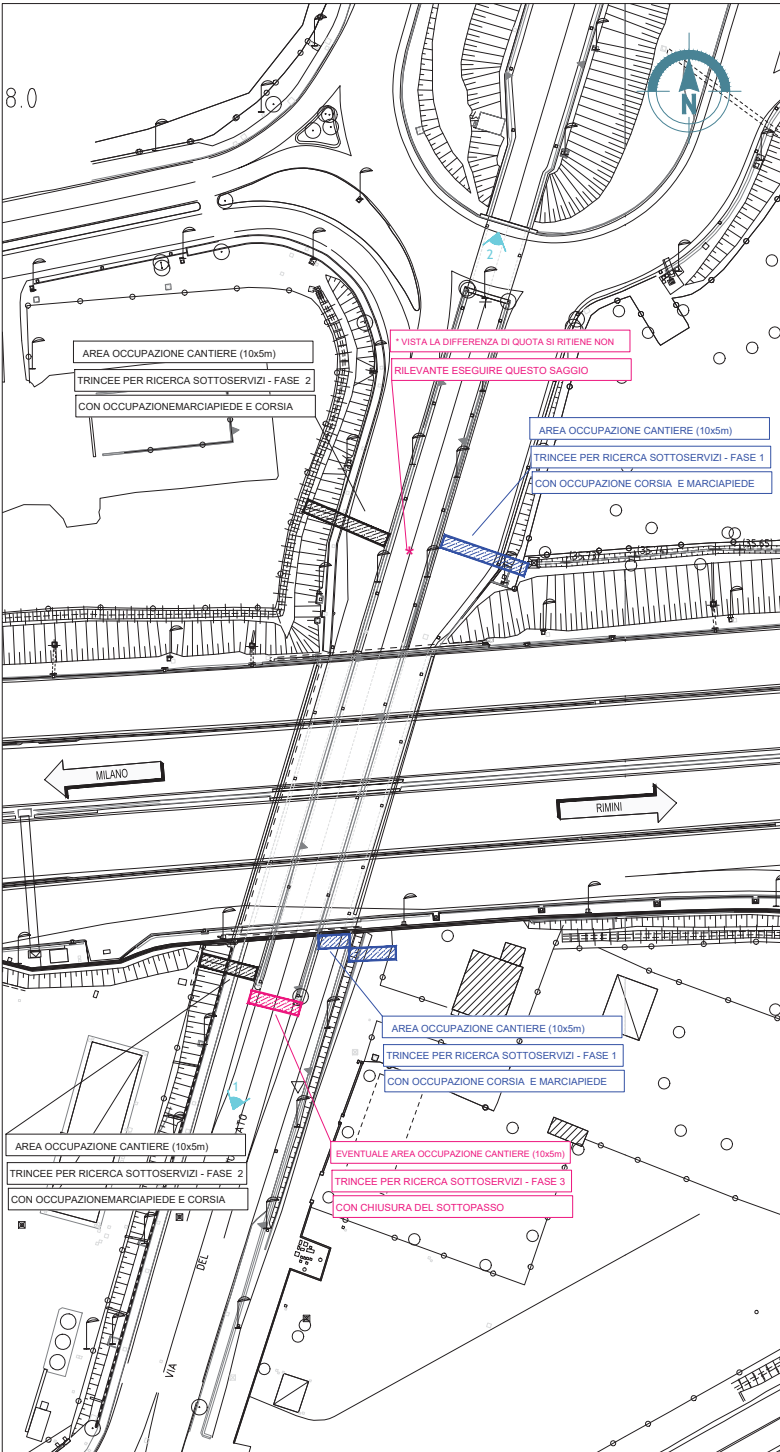 8.0
N
2
* VISTA LA DIFFERENZA DI QUOTA SI RITIENE NON
RILEVANTE ESEGUIRE QUESTO SAGGIO
AREA OCCUPAZIONE CANTIERE (10x5m)
TRINCEE PER RICERCA SOTTOSERVIZI - FASE 2
CON OCCUPAZIONEMARCIAPIEDE E CORSIA
AREA OCCUPAZIONE CANTIERE (10x5m)
TRINCEE PER RICERCA SOTTOSERVIZI - FASE 1
CON OCCUPAZIONE CORSIA E MARCIAPIEDE
*
(35.65)
MILANO
RIMINI
AREA OCCUPAZIONE CANTIERE (10x5m)
TRINCEE PER RICERCA SOTTOSERVIZI - FASE 1
CON OCCUPAZIONE CORSIA E MARCIAPIEDE
1
AREA OCCUPAZIONE CANTIERE (10x5m)
TRINCEE PER RICERCA SOTTOSERVIZI - FASE 2
CON OCCUPAZIONEMARCIAPIEDE E CORSIA
EVENTUALE AREA OCCUPAZIONE CANTIERE (10x5m)
TRINCEE PER RICERCA SOTTOSERVIZI - FASE 3
CON CHIUSURA DEL SOTTOPASSO
VIA DEL